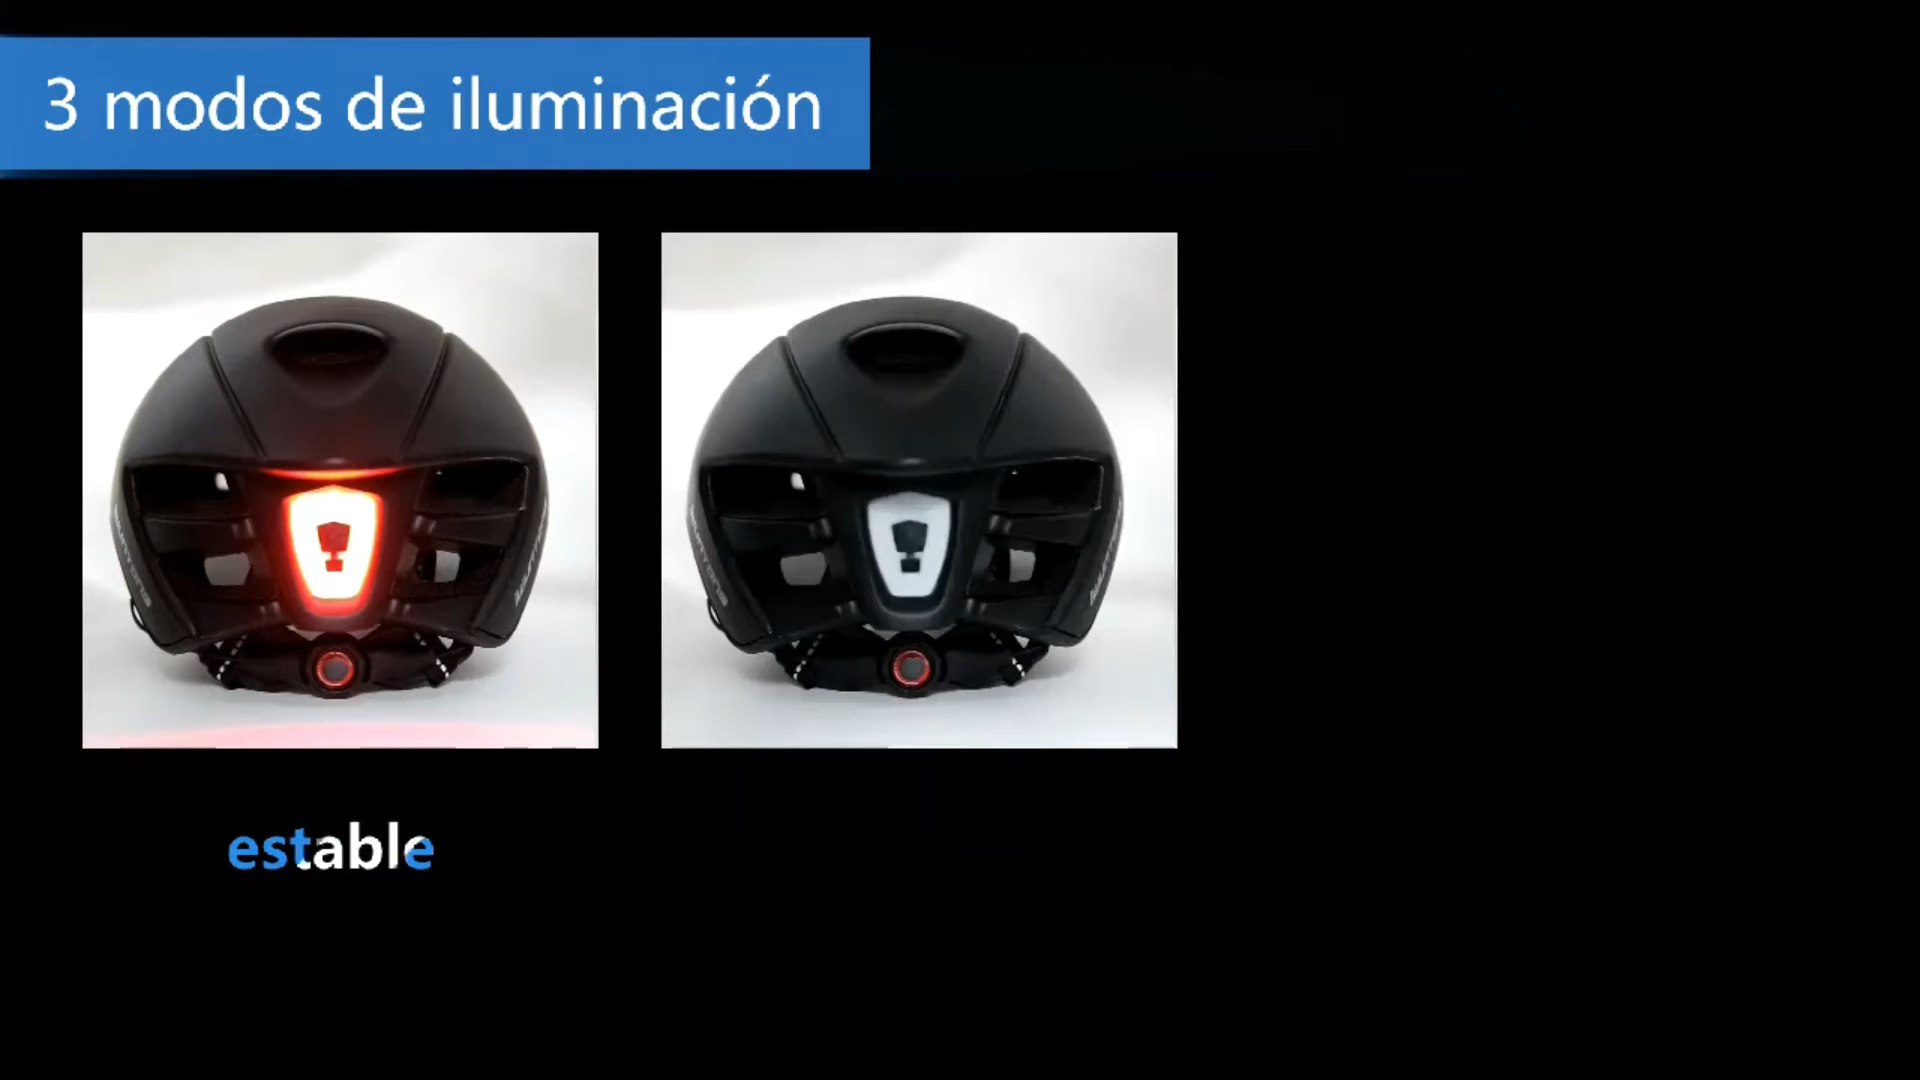 3 modos de iluminación
estable